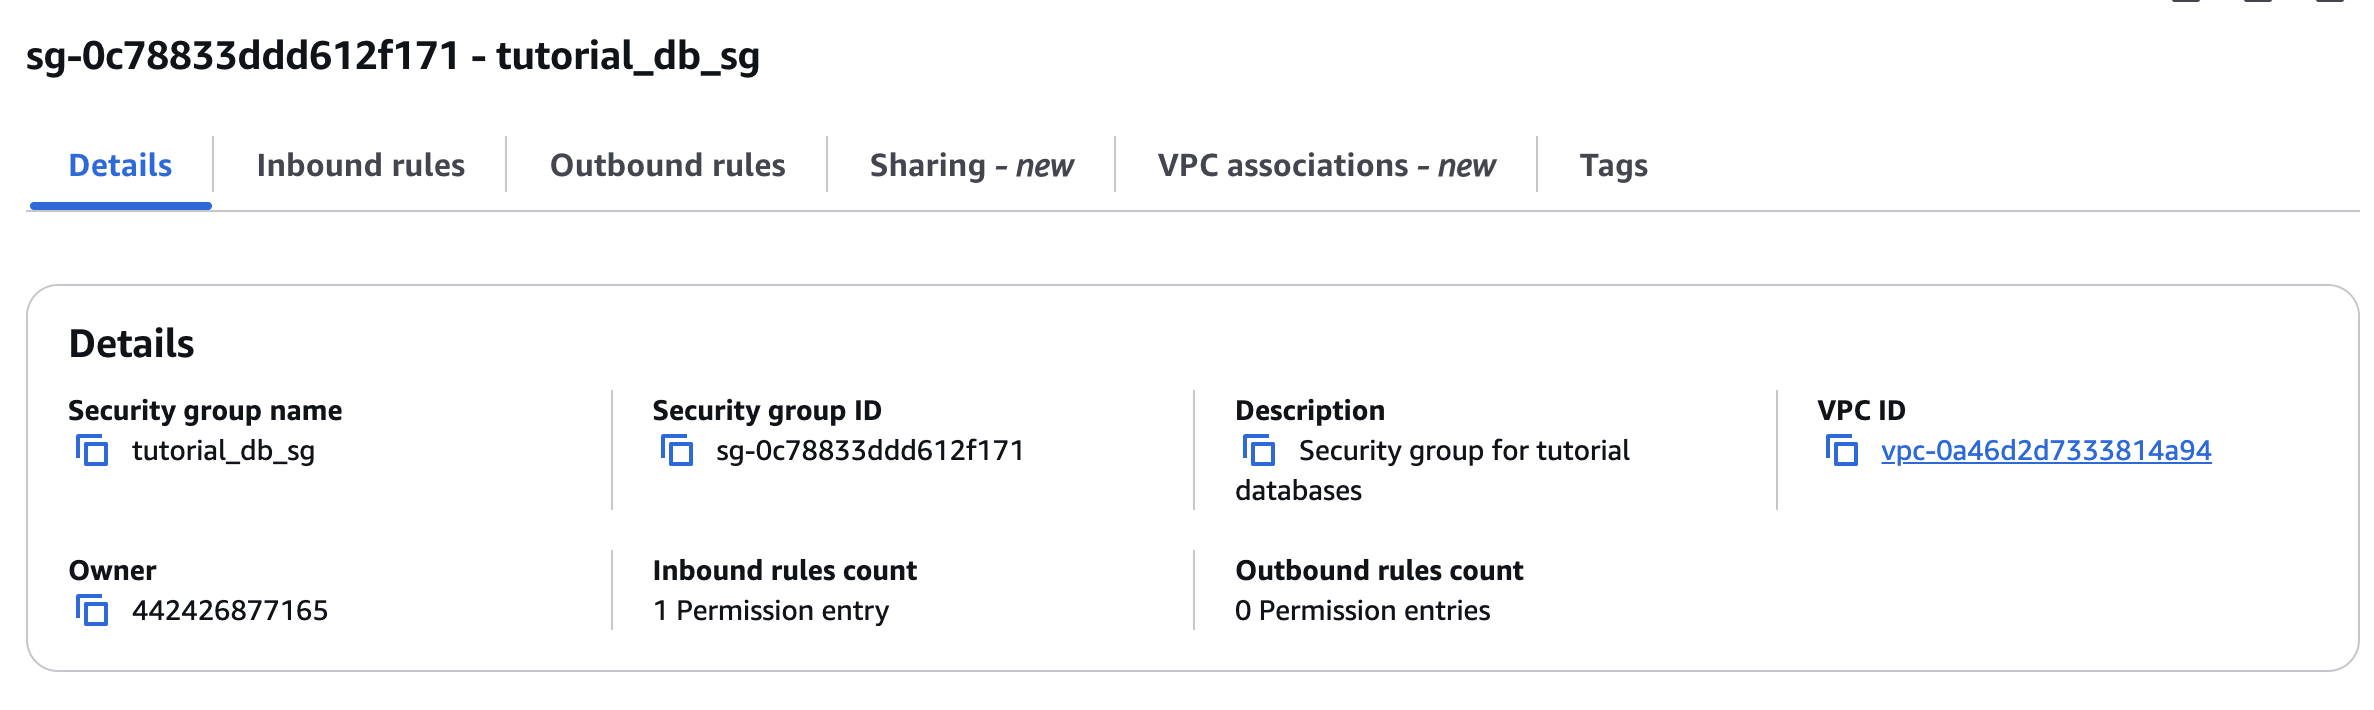 sg-0c78833ddd612f171 - tutorial_db_sg
Details
Inbound rules
Outbound rules
Sharing - new
VPC associations - new
Tags
Details
Security group name
tutorial_db_sg
Security group ID
sg-0c78833ddd612f171
Description
Security group for tutorial
databases
VPC ID
vpc-0a46d2d7333814a94
Owner
442426877165
Inbound rules count
1 Permission entry
Outbound rules count
0 Permission entries